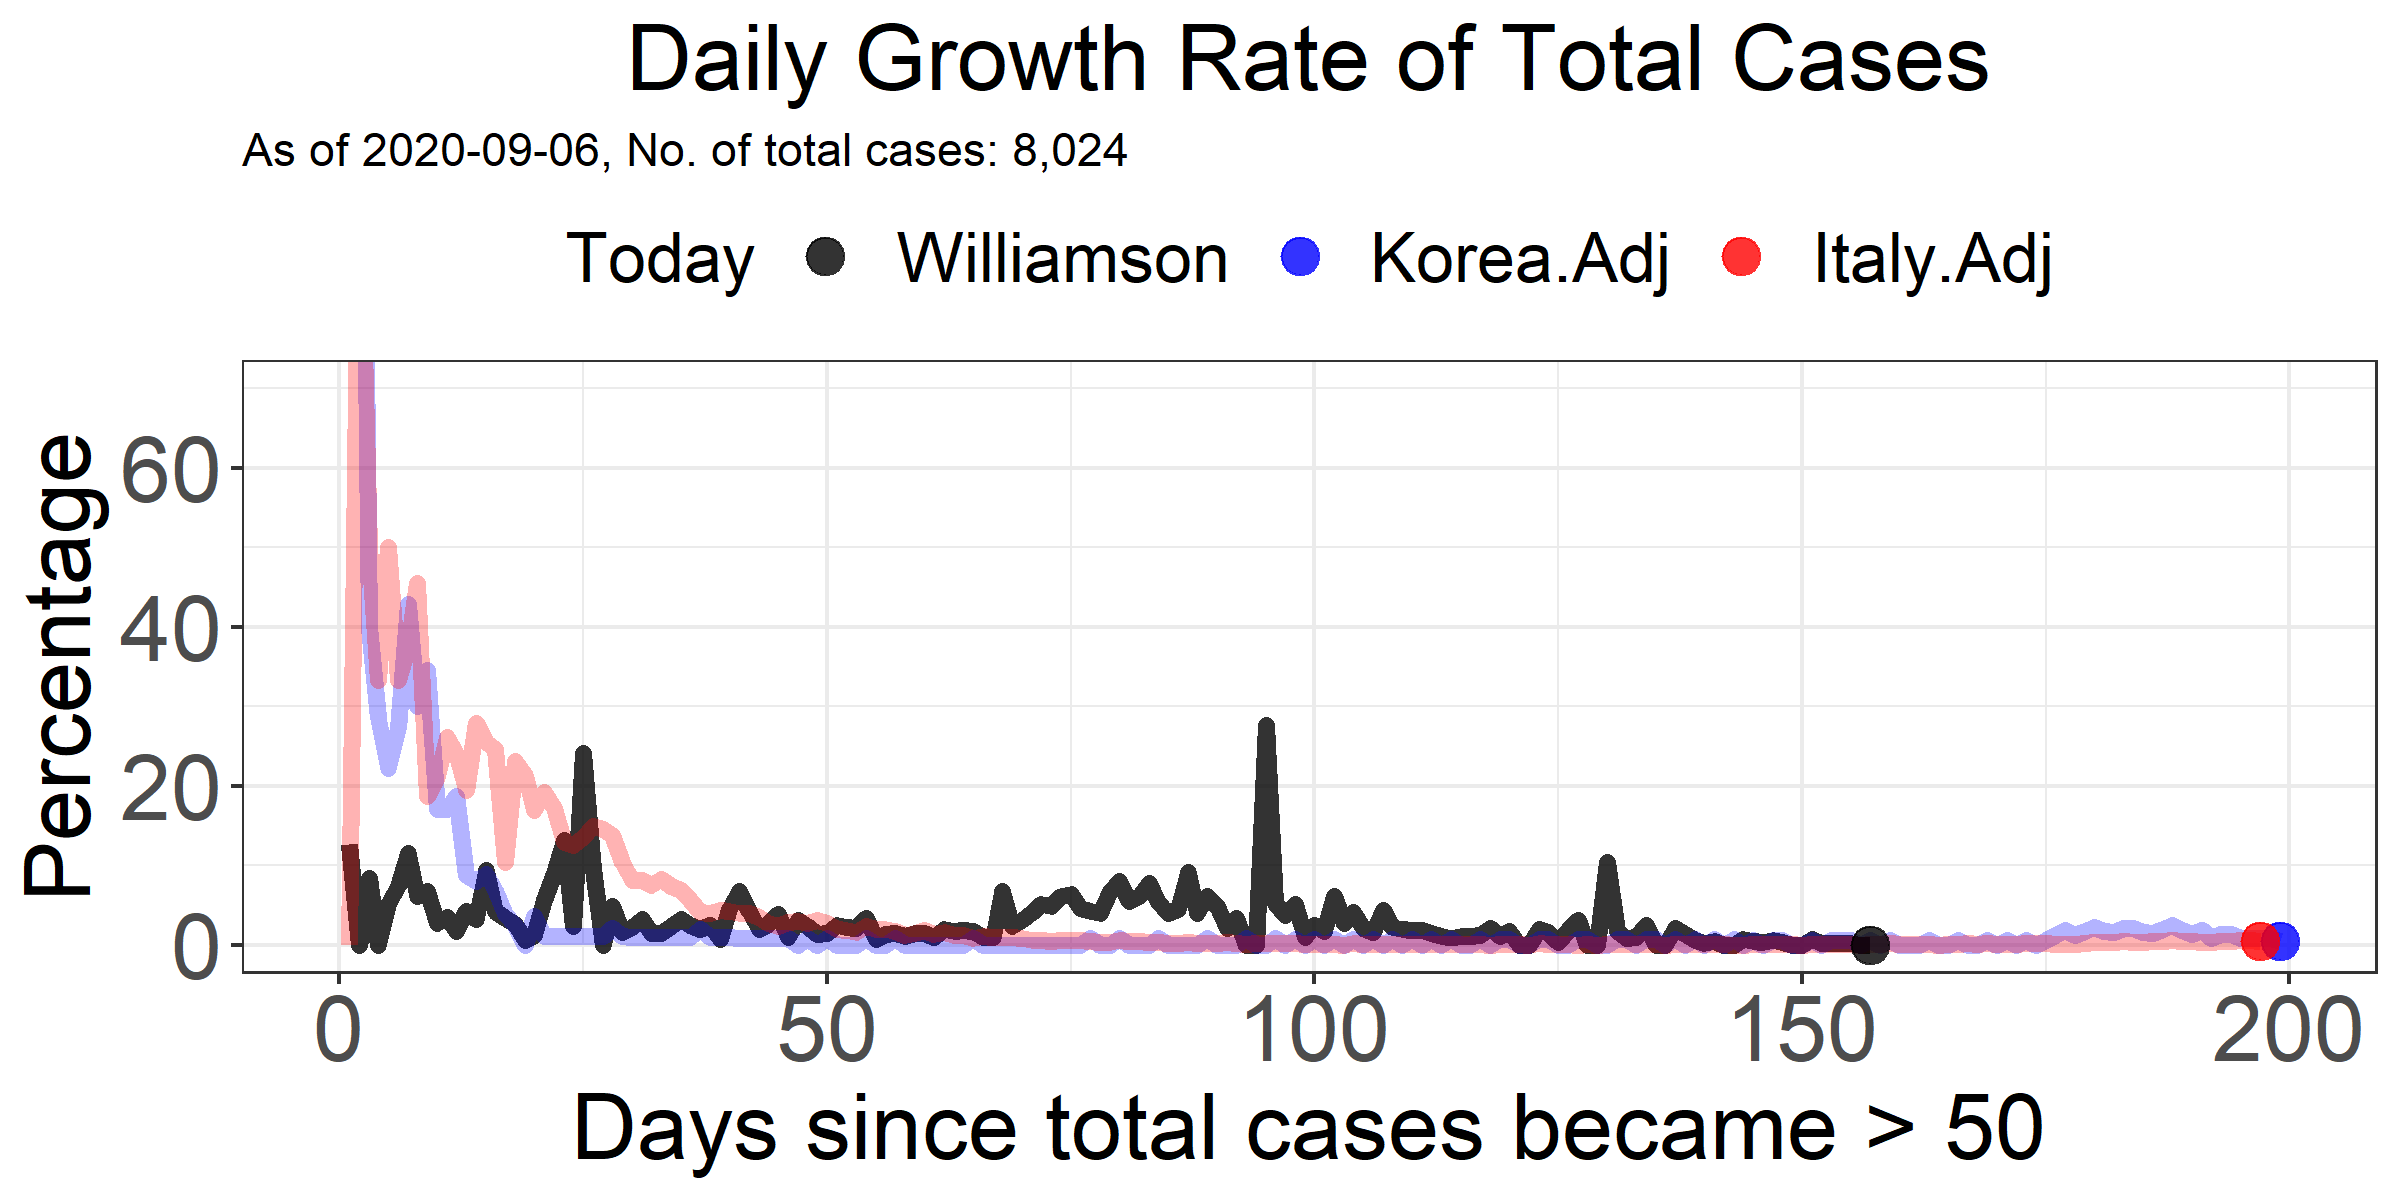 Daily Growth Rate of Total Cases
As of 2020-09-06, No. of total cases: 8,024
Today Williamson Korea.Adj Italy.Adj
Percentage
60
40
20
0
0 50 100 150 200
Days since total cases became > 50